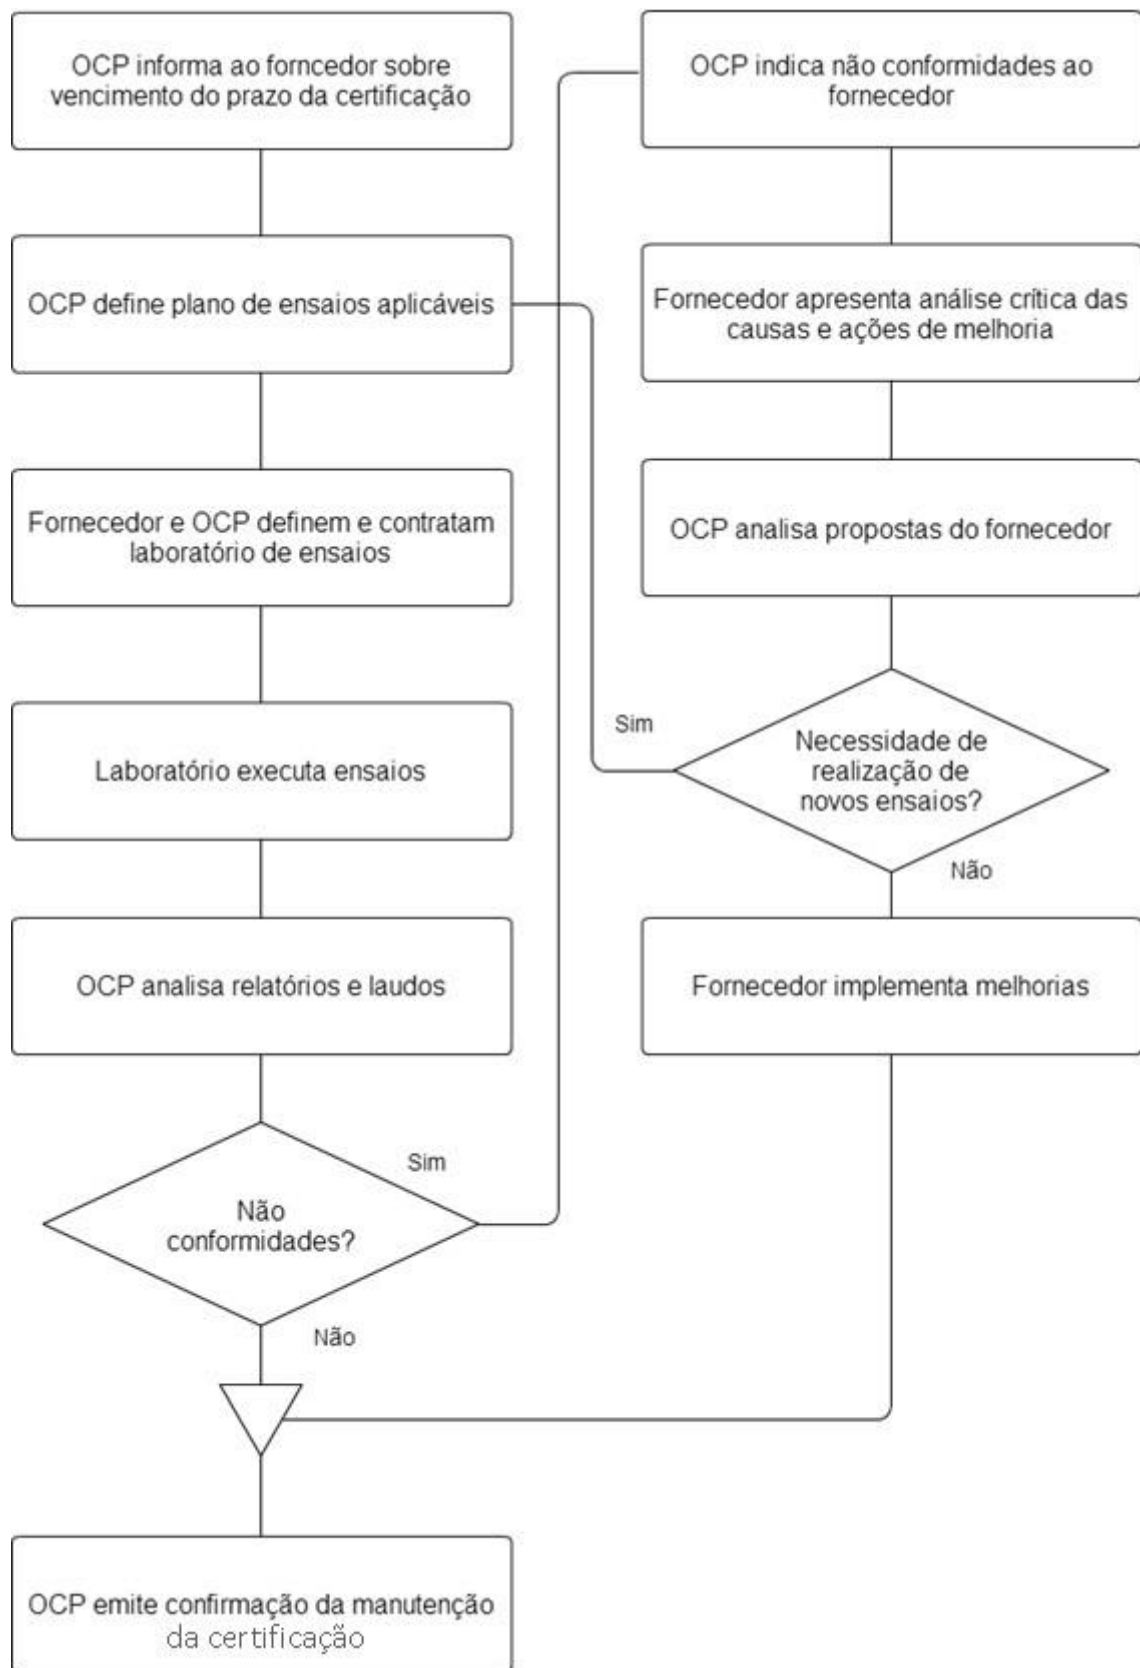 OCP informa ao forncedor sobre
vencimento do prazo da certificação
OCP define plano de ensaios aplicáveis
Fornecedor e OCP definem e contratam
laboratório de ensaios
Laboratório executa ensaios
OCP analisa relatórios e laudos
Não
conformidades?
Sim
Não
OCP emite confirmação da manutenção
da certificação
OCP indica não conformidades ao
fornecedor
Fornecedor apresenta análise crítica das
causas e ações de melhoria
OCP analisa propostas do fornecedor
Necessidade de
realização de
novos ensaios?
Sim
Não
Fornecedor implementa melhorias